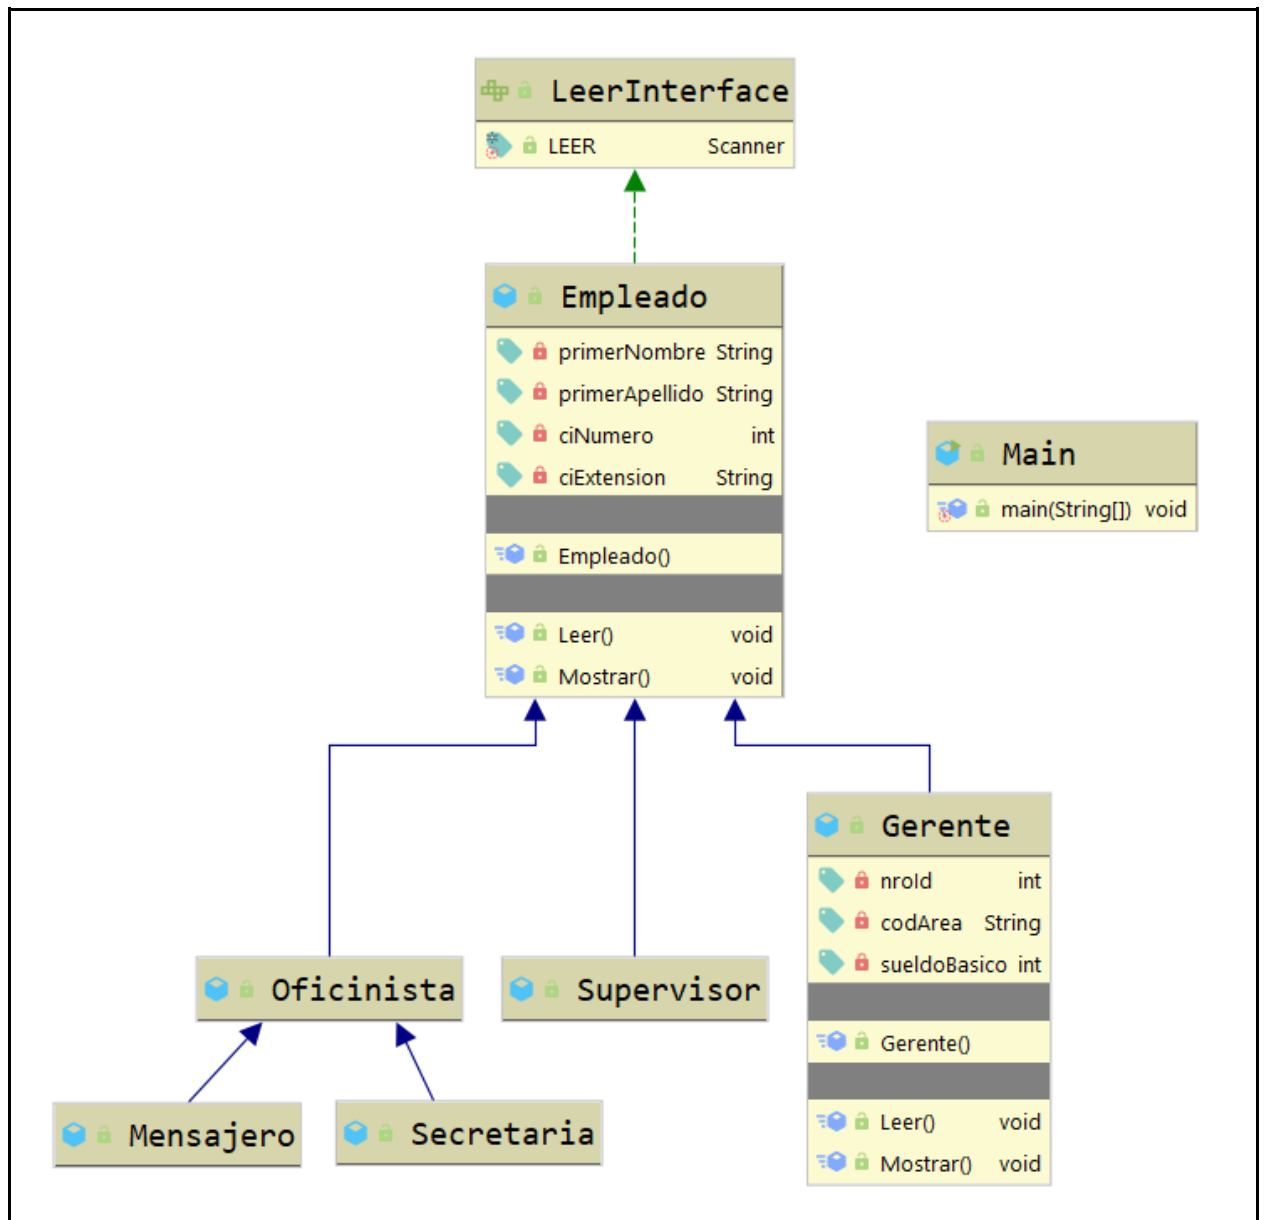 LeerInterface
LEER Scanner
Empleado
primerNombre String
primerApellido String
ciNumero int
ciExtension String
Empleado()
Leer() void
Mostrar() void
Main
main(String[]) void
Gerente
nroId int
codArea String
sueldoBasico int
Gerente()
Leer() void
Mostrar() void
Oficinista
Supervisor
Mensajero
Secretaria